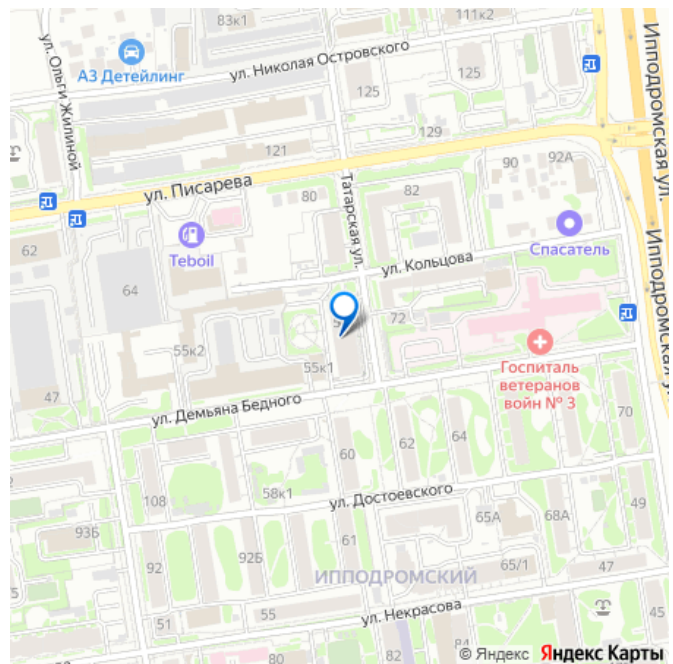 83к1
111к2
ул. Ольги Жилиной
А3 Детейлинг
ул. Николая Островского
125
125
129
121
Ипподромская ул.
ул. Писарева
90
92А
80
Татарская ул.
82
62
Teboil
Спасатель
ул. Кольцова
Ипподромская ул.
64
72
55к2
55к1
Госпиталь
ветеранов
войн № 3
47
ул. Демьяна Бедного
70
60
62
64
108
58к1
ул. Достоевского
49
93Б
65А
68А
92
92Б
61
65/1
47
ИППОДРОМСКИЙ
51
55
ул. Некрасова
45
80
82
© Яндекс Яндекс Карты